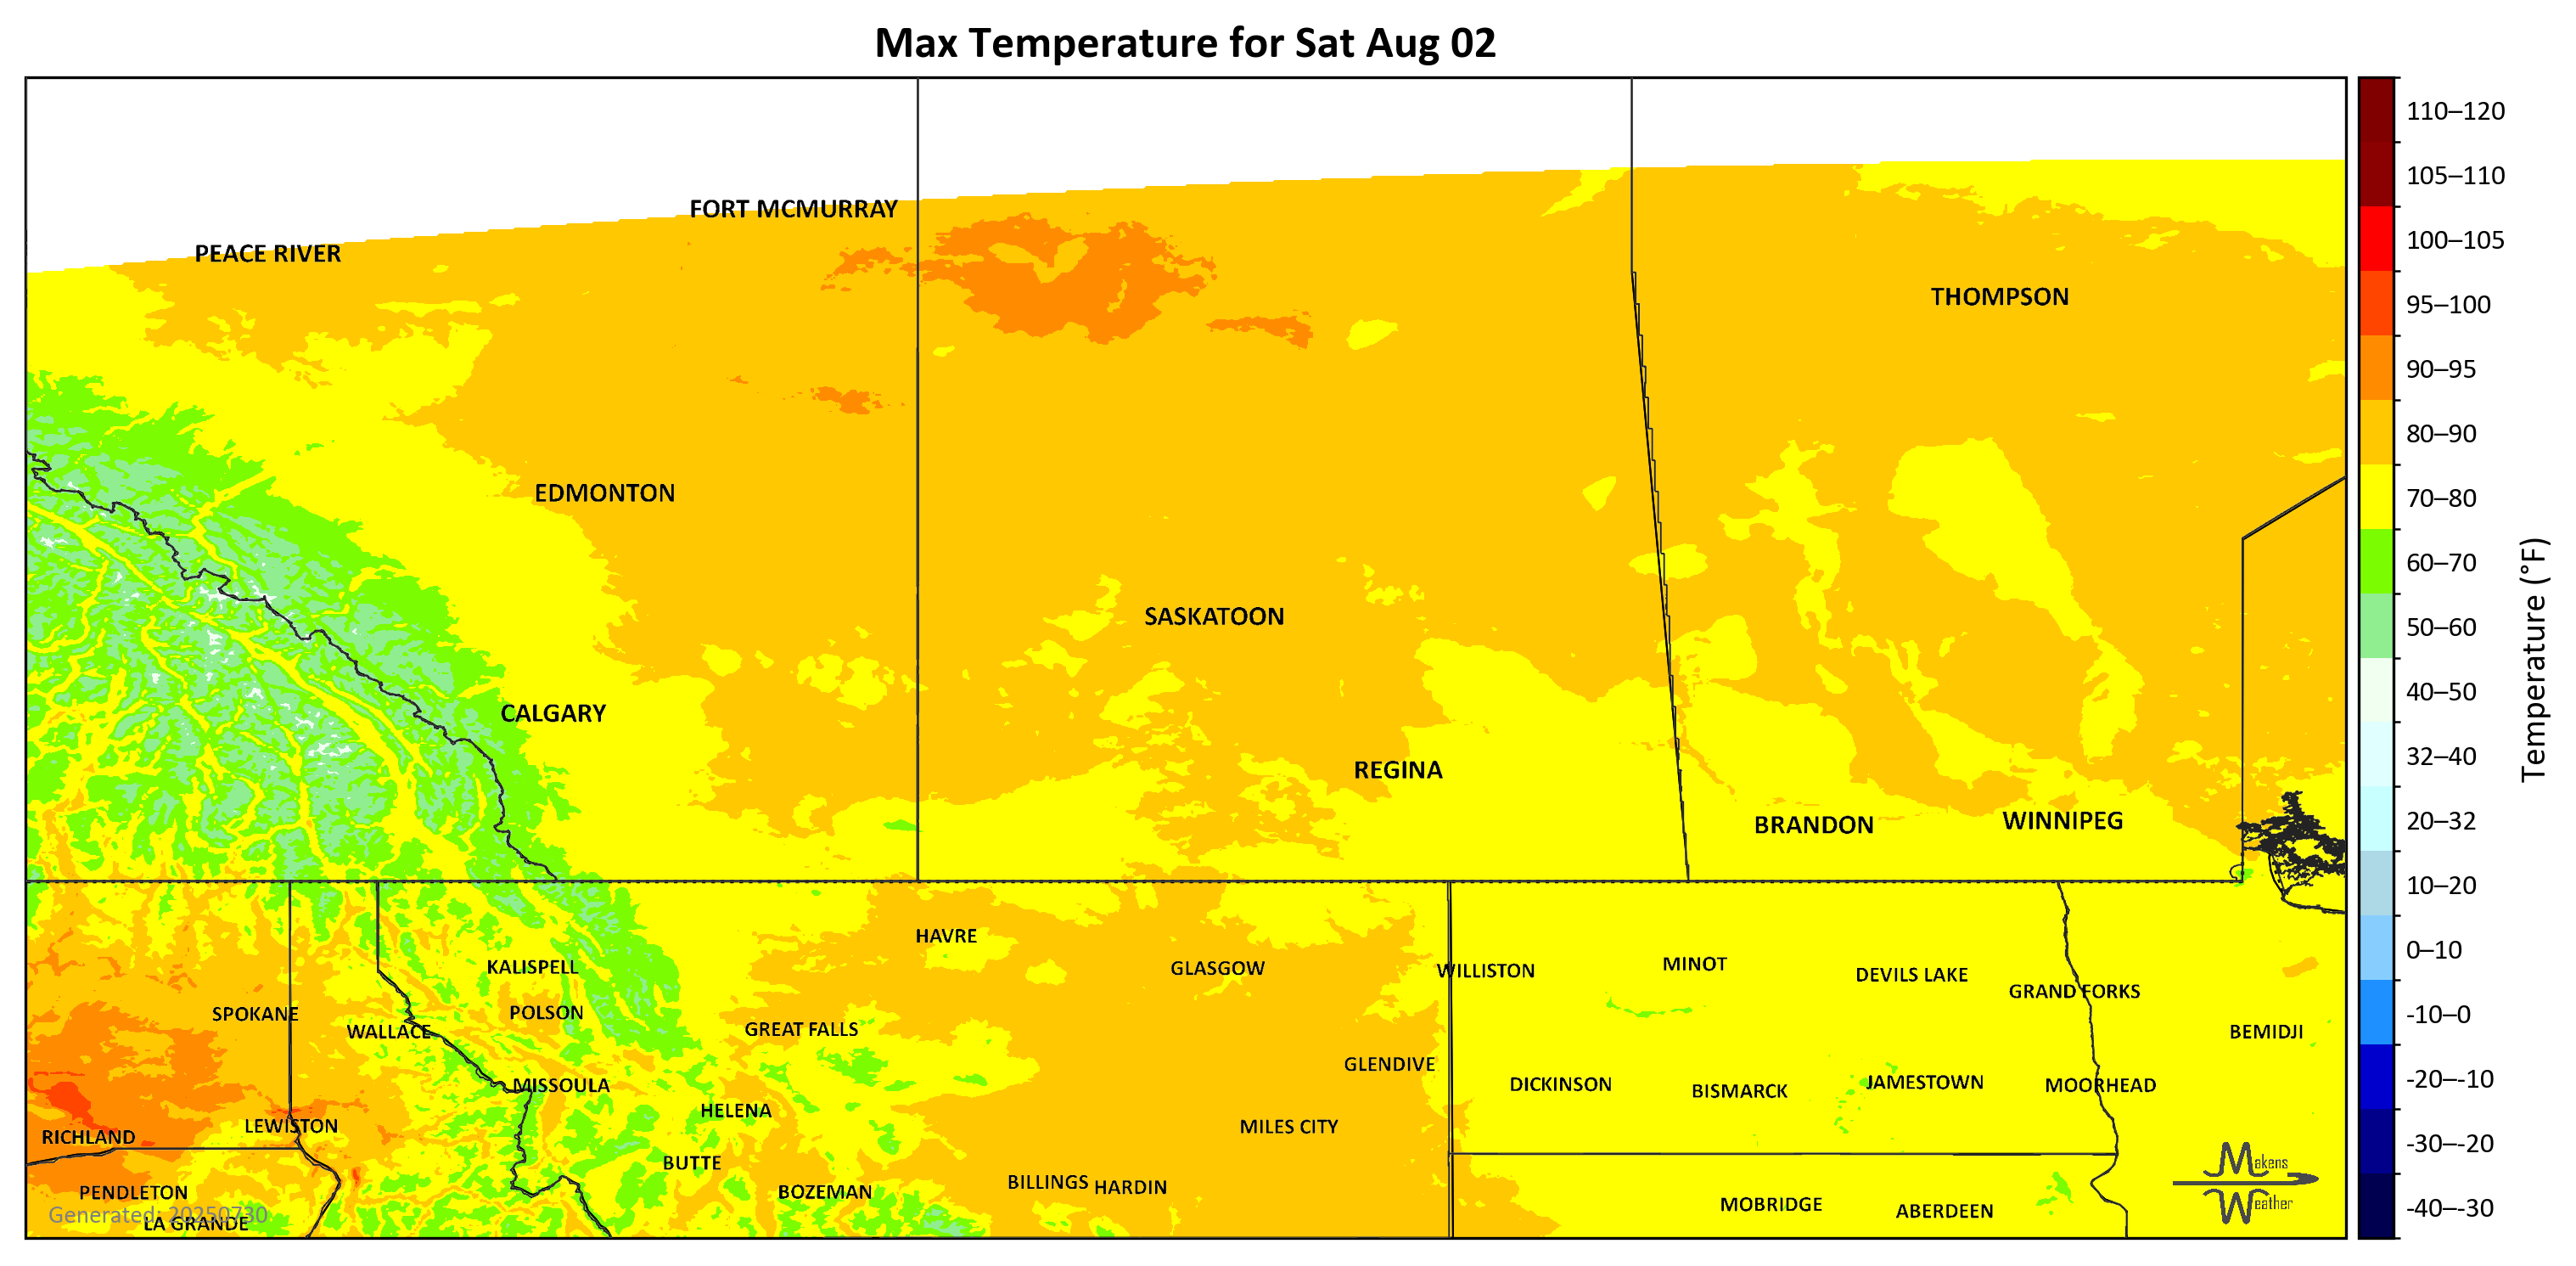 Max Temperature for Sat Aug 02
FORT MCMURRAY
PEACE RIVER
THOMPSON
EDMONTON
SASKATOON
CALGARY
REGINA
BRANDON
WINNIPEG
HAVRE
KALISPELL
GLASGOW
WILLISTON
MINOT
DEVILS LAKE
GRAND FORKS
SPOKANE
POLSON
WALLACE
GREAT FALLS
BEMIDJI
GLENDIVE
MISSOULA
DICKINSON
BISMARCK
JAMESTOWN
MOORHEAD
HELENA
LEWISTON
MILES CITY
RICHLAND
BUTTE
BILLINGS
HARDIN
PENDLETON
BOZEMAN
MOBRIDGE
ABERDEEN
Generated: 20250730
LA GRANDE
Makens
Weather
110–120
105–110
100–105
95–100
90–95
80–90
70–80
60–70
50–60
40–50
32–40
20–32
10–20
0–10
-10–0
-20–-10
-30–-20
-40–-30
Temperature (°F)